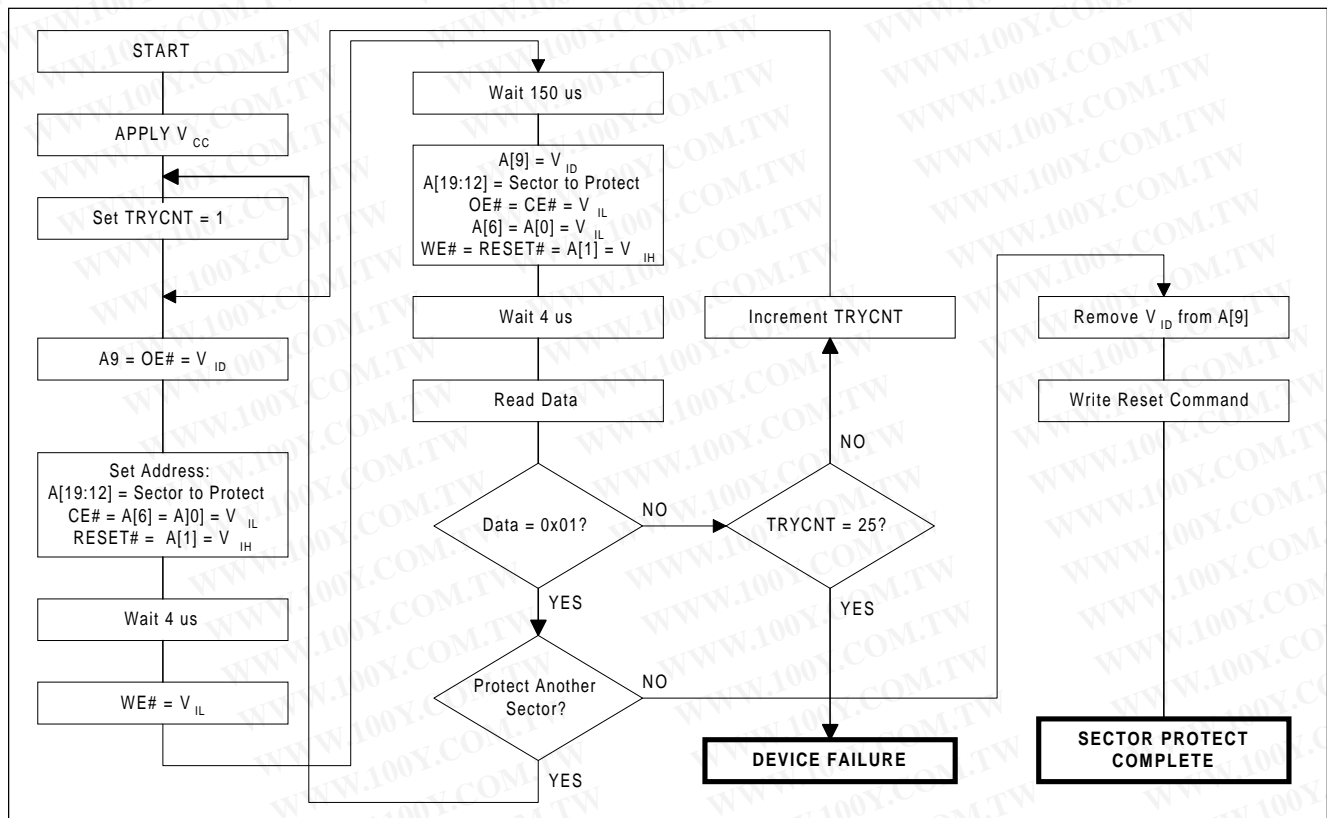 START
APPLY V CC
Set TRYCNT = 1
A9 = OE# = V ID
Set Address:
A[19:12] = Sector to Protect
CE# = A[6] = A]0] = V IL
RESET# = A[1] = V IH
Wait 4 us
WE# = V IL
Wait 150 us
A[9] = V ID
A[19:12] = Sector to Protect
OE# = CE# = V IL
A[6] = A[0] = V IL
WE# = RESET# = A[1] = V IH
Wait 4 us
Read Data
Data = 0x01?
NO
YES
Protect Another
Sector?
NO
YES
Increment TRYCNT
NO
TRYCNT = 25?
YES
DEVICE FAILURE
Remove V ID from A[9]
Write Reset Command
SECTOR PROTECT
COMPLETE
WWW.100Y.COM.TW